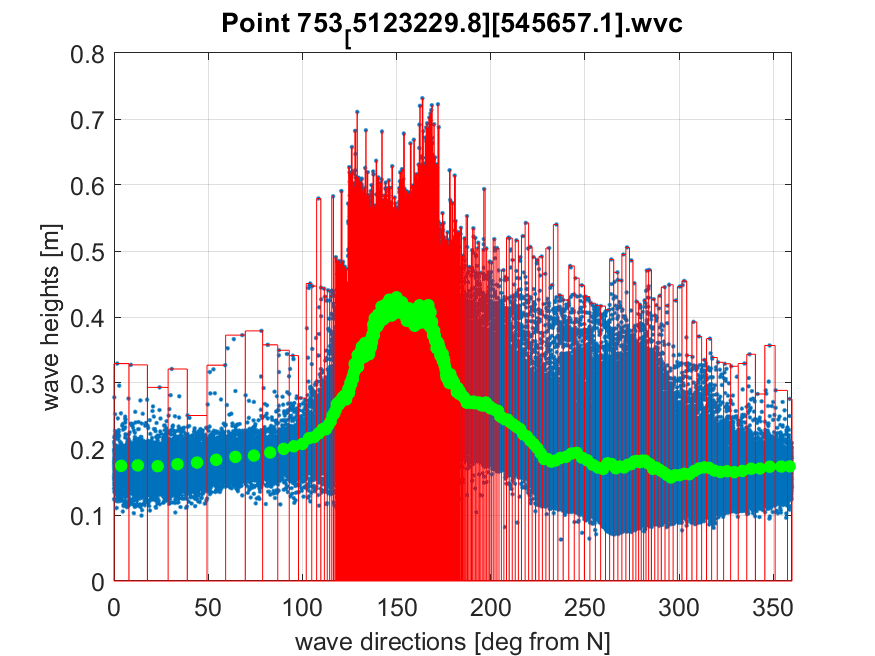 Point 753[5123229.8][545657.1].wvc
0.8
0.7
0.6
0.5
0.4
0.3
0.2
0.1
0
0 50 100 150 200 250 300 350
wave heights [m]
wave directions [deg from N]